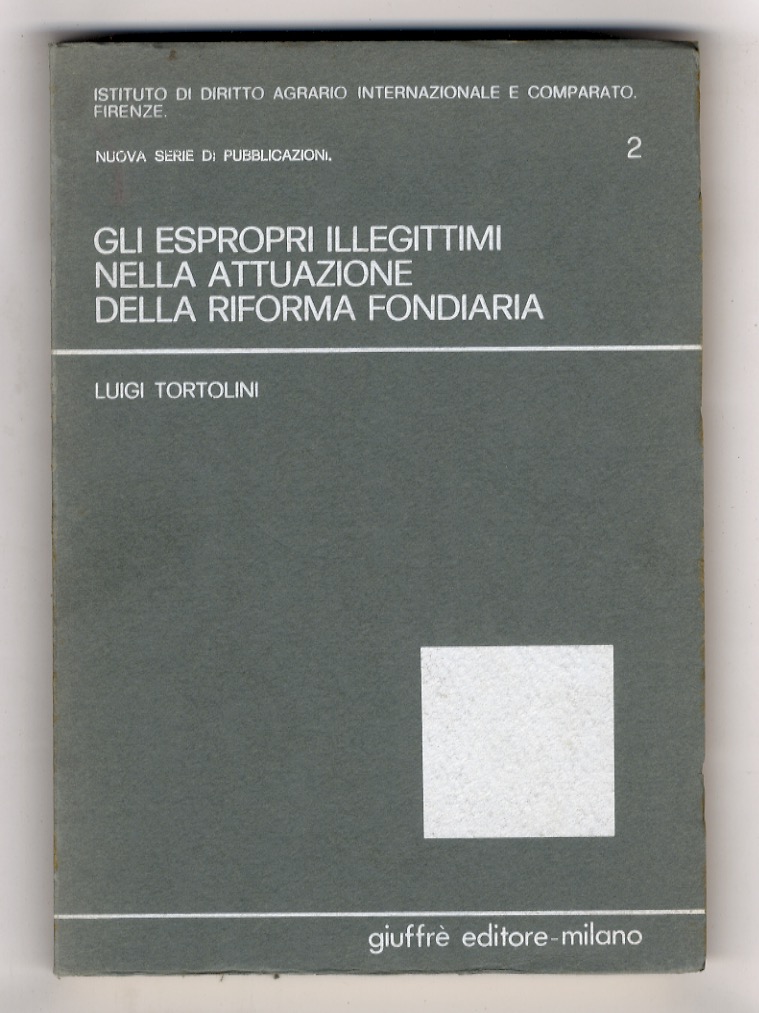 ISTITUTO DI DIRITTO AGRARIO INTERNAZIONALE E COMPARATO.
FIRENZE.
NUOVA SERIE DI PUBBLICAZIONI.
2
GLI ESPROPRI ILLEGITTIMI
NELLA ATTUAZIONE
DELLA RIFORMA FONDIARIA
LUIGI TORTOLINI
giuffrè editore-milano